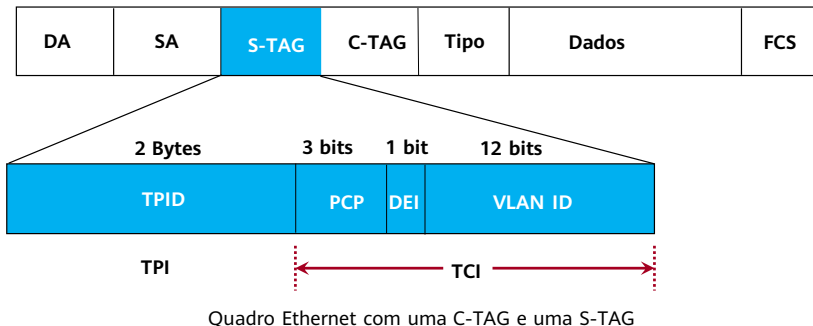 DA SA S-TAG C-TAG Tipo Dados FCS
2 Bytes 3 bits 1 bit 12 bits
TPID PCP DEI VLAN ID
TPI TCI
Quadro Ethernet com uma C-TAG e uma S-TAG